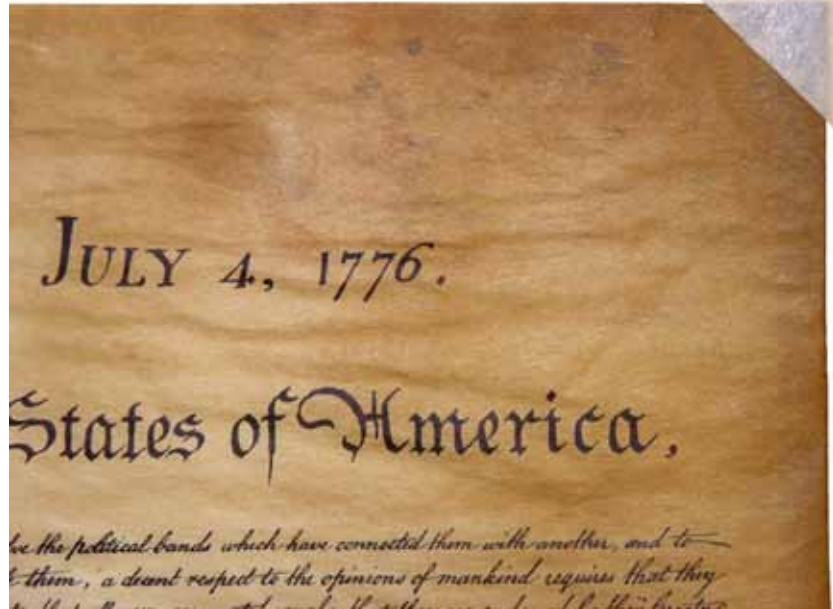 JULY 4, 1776.
States of America.
the political bands which have connected them with another, and to
them, a decent respect to the opinions of mankind requires that they